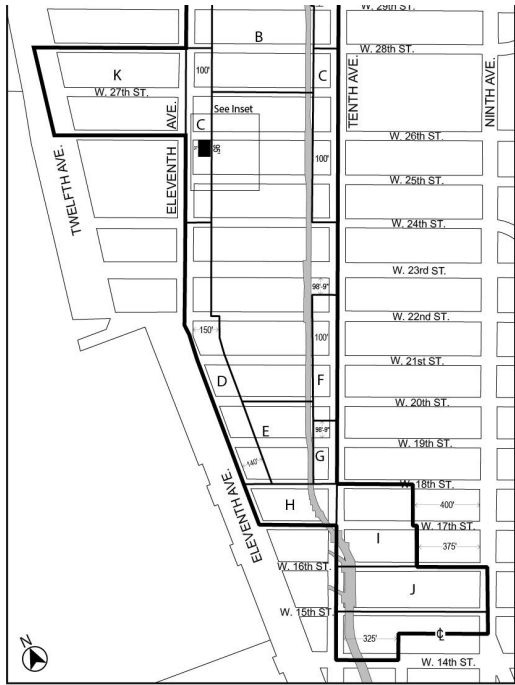 W. 29th ST.
B
W. 28th ST.
K
100'
C
W. 27th ST.
AVE.
See Inset
C
TENTH AVE.
NINTH AVE.
W. 26th ST.
ELEVENTH
100'
W. 25th ST.
TWELFTH AVE.
W. 24th ST.
W. 23rd ST.
98'-9"
W. 22nd ST.
150'
100'
W. 21st ST.
D
F
W. 20th ST.
E
98'-9"
W. 19th ST.
140'
G
W. 18th ST.
ELEVENTH AVE.
H
400'
W. 17th ST.
I
375'
W. 16th ST.
J
W. 15th ST.
325'
℄
N
W. 14th ST.